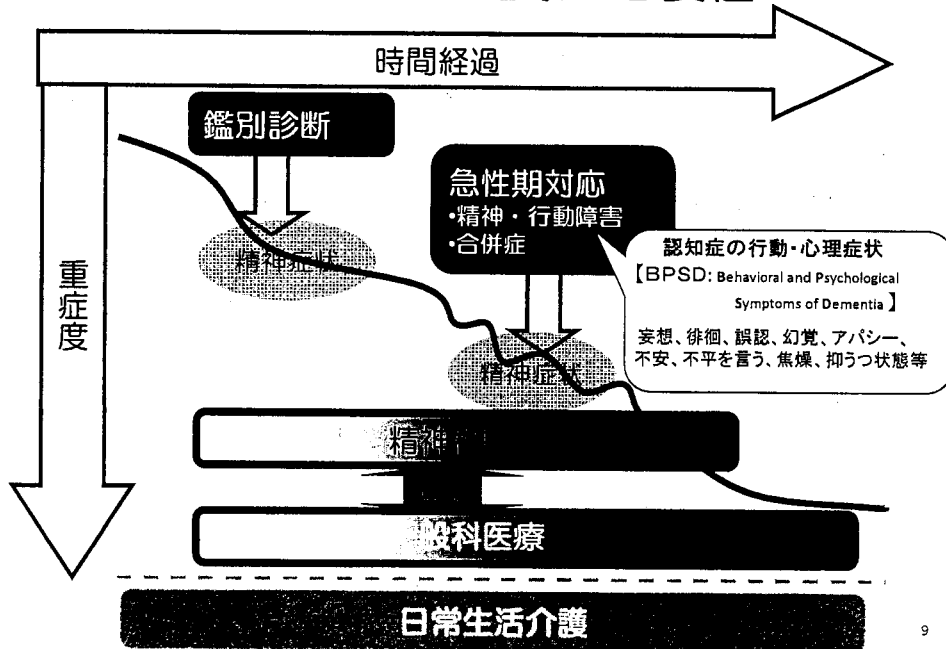 時間経過
鑑別診断
急性期対応
・精神・行動障害
・合併症
認知症の行動・心理症状
【BPSD: Behavioral and Psychological
Symptoms of Dementia】
妄想、徘徊、誤認、幻覚、アパシー、
不安、不平を言う、焦燥、抑うつ状態等
重症度
精神症状
精神症状
精神
般科医療
日常生活介護
9